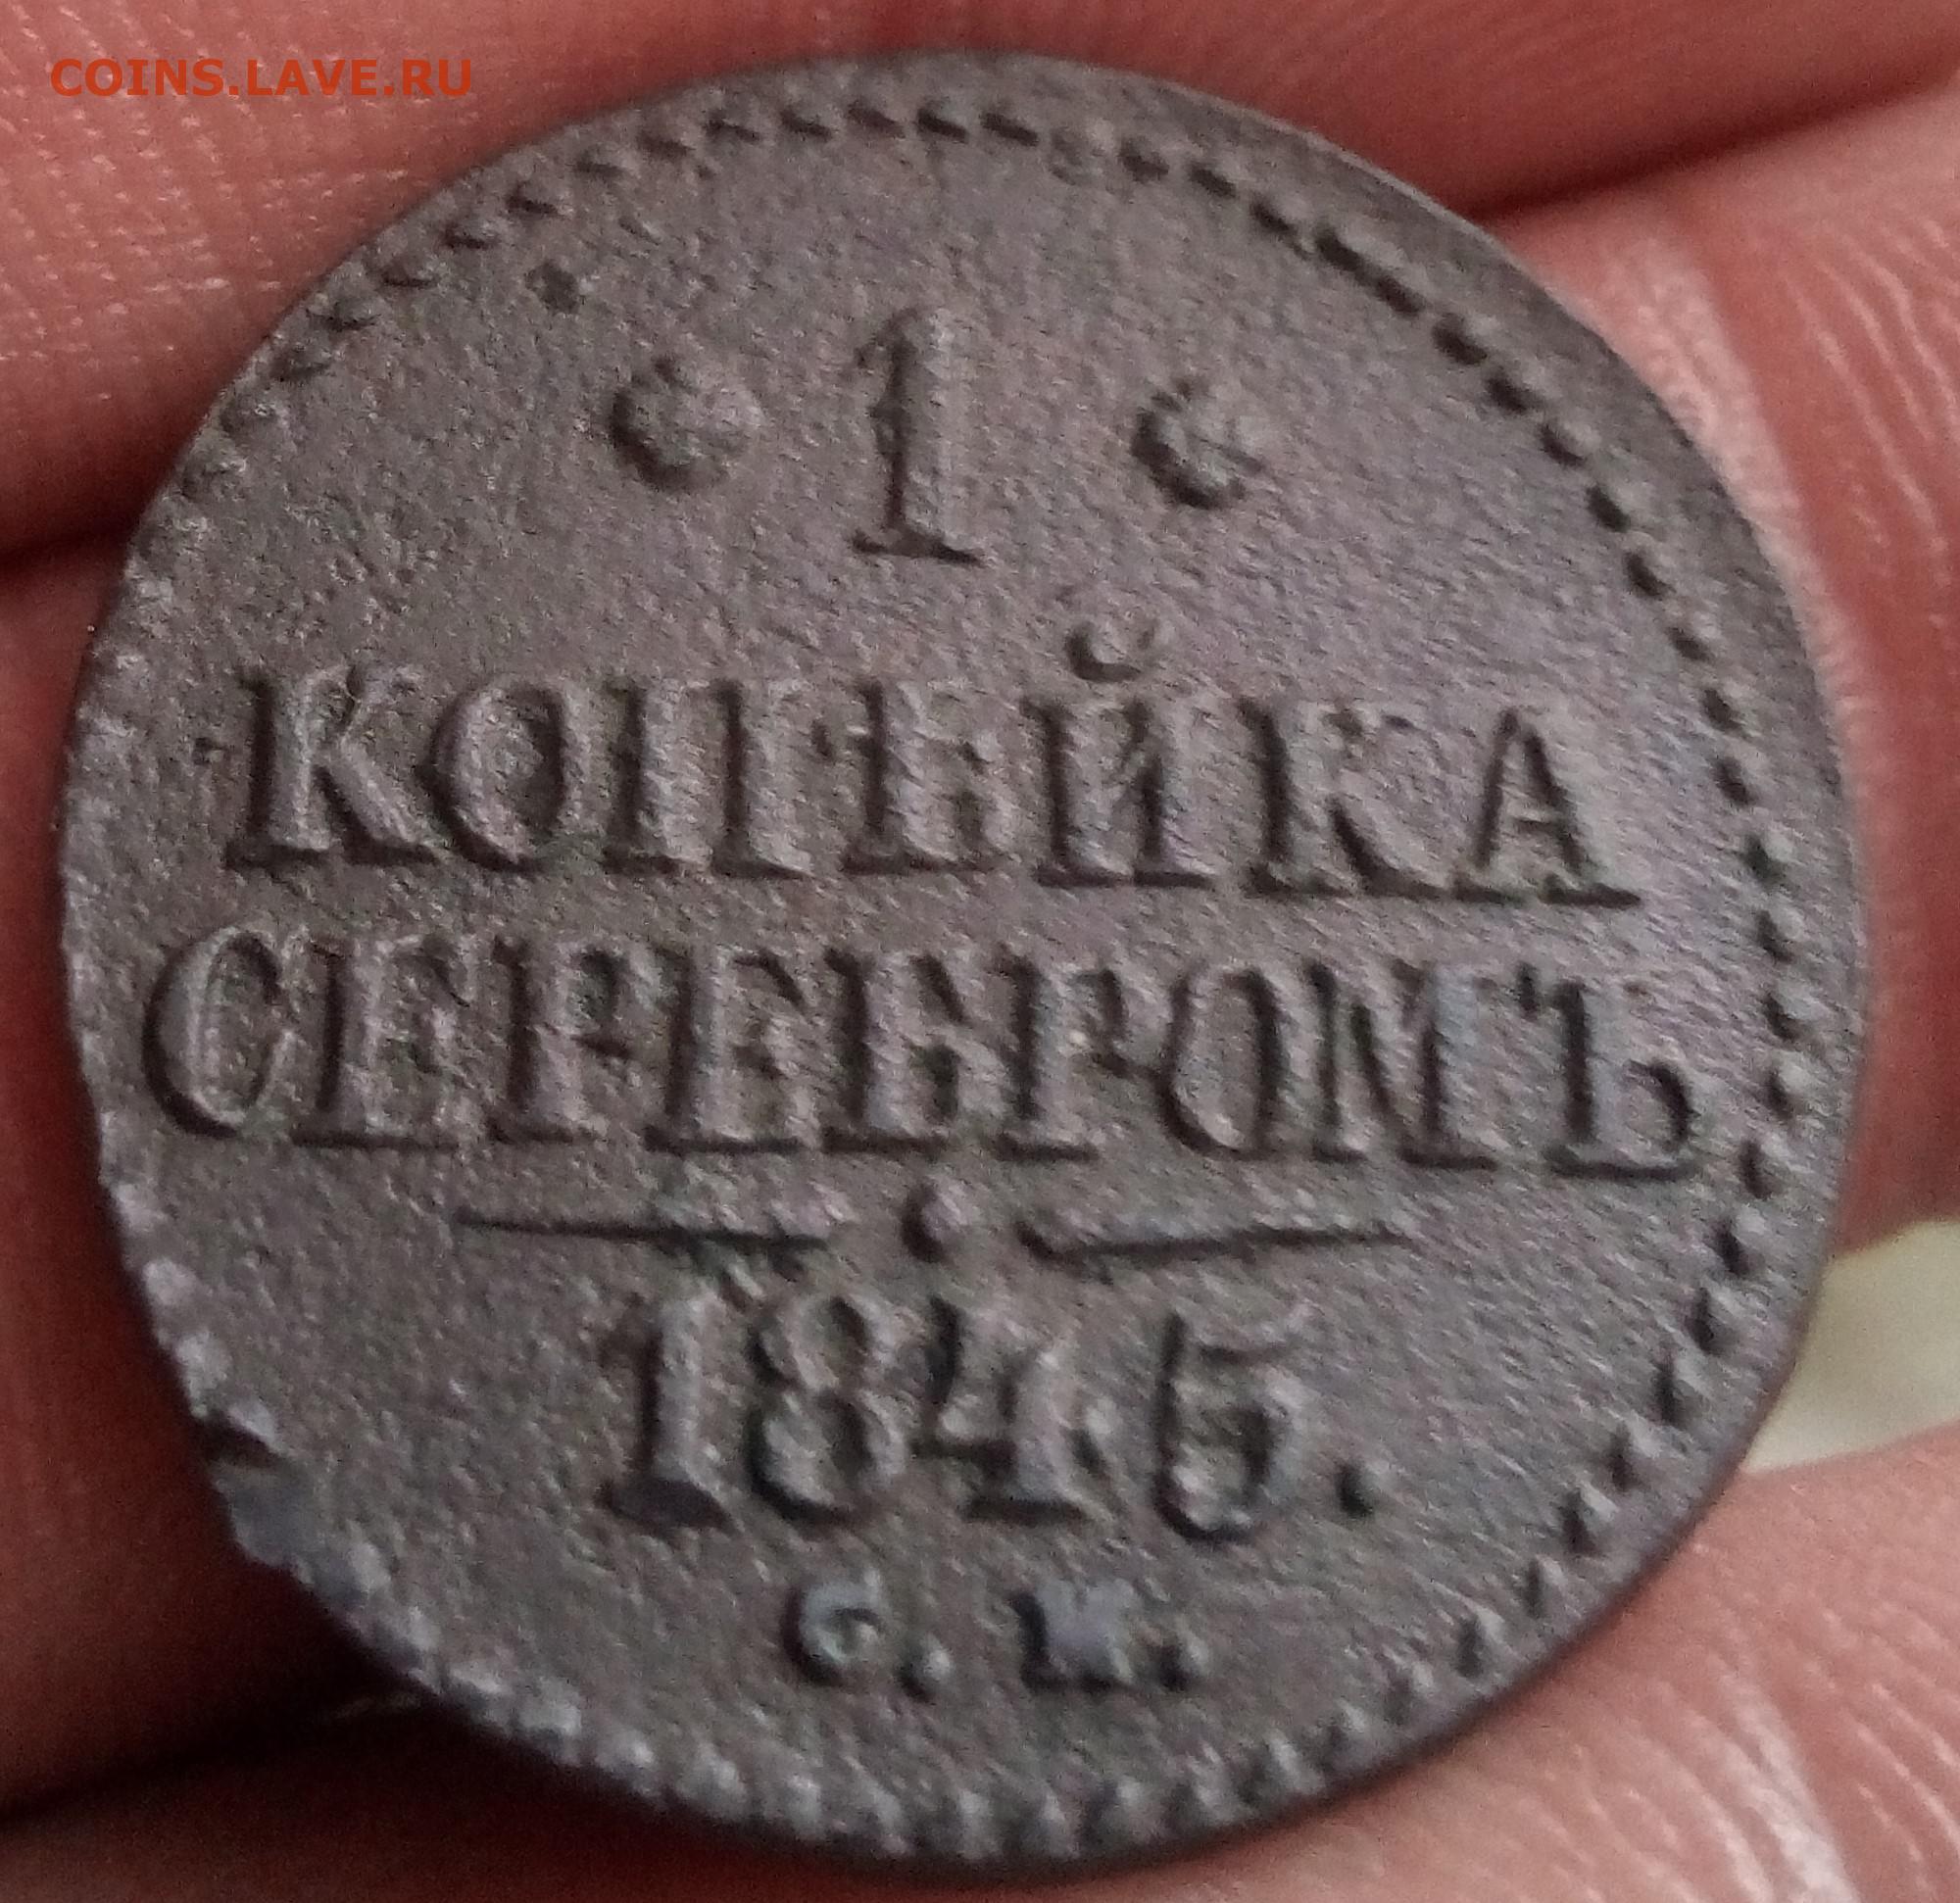 COINS.LAVE.RU
1
КОПѢЙКА
СЕРЕБРОМЪ
1845.
С. М.